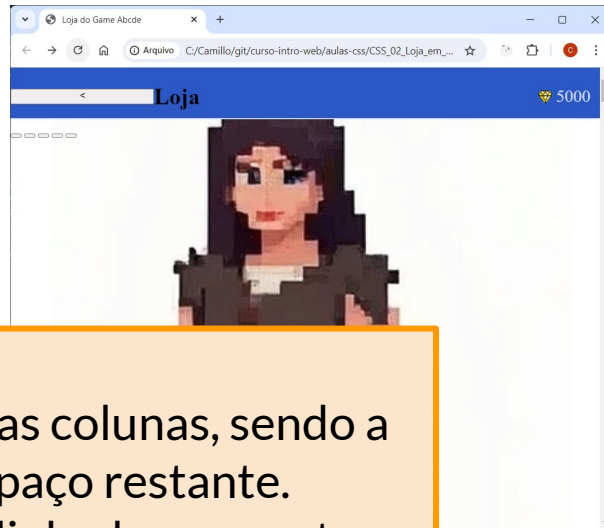 Loja do Game Abcde
Arquivo C:/Camillo/git/curso-intro-web/aulas-css/CSS_02_Loja_em_...
C
< Loja 5000
as colunas, sendo a
paço restante.